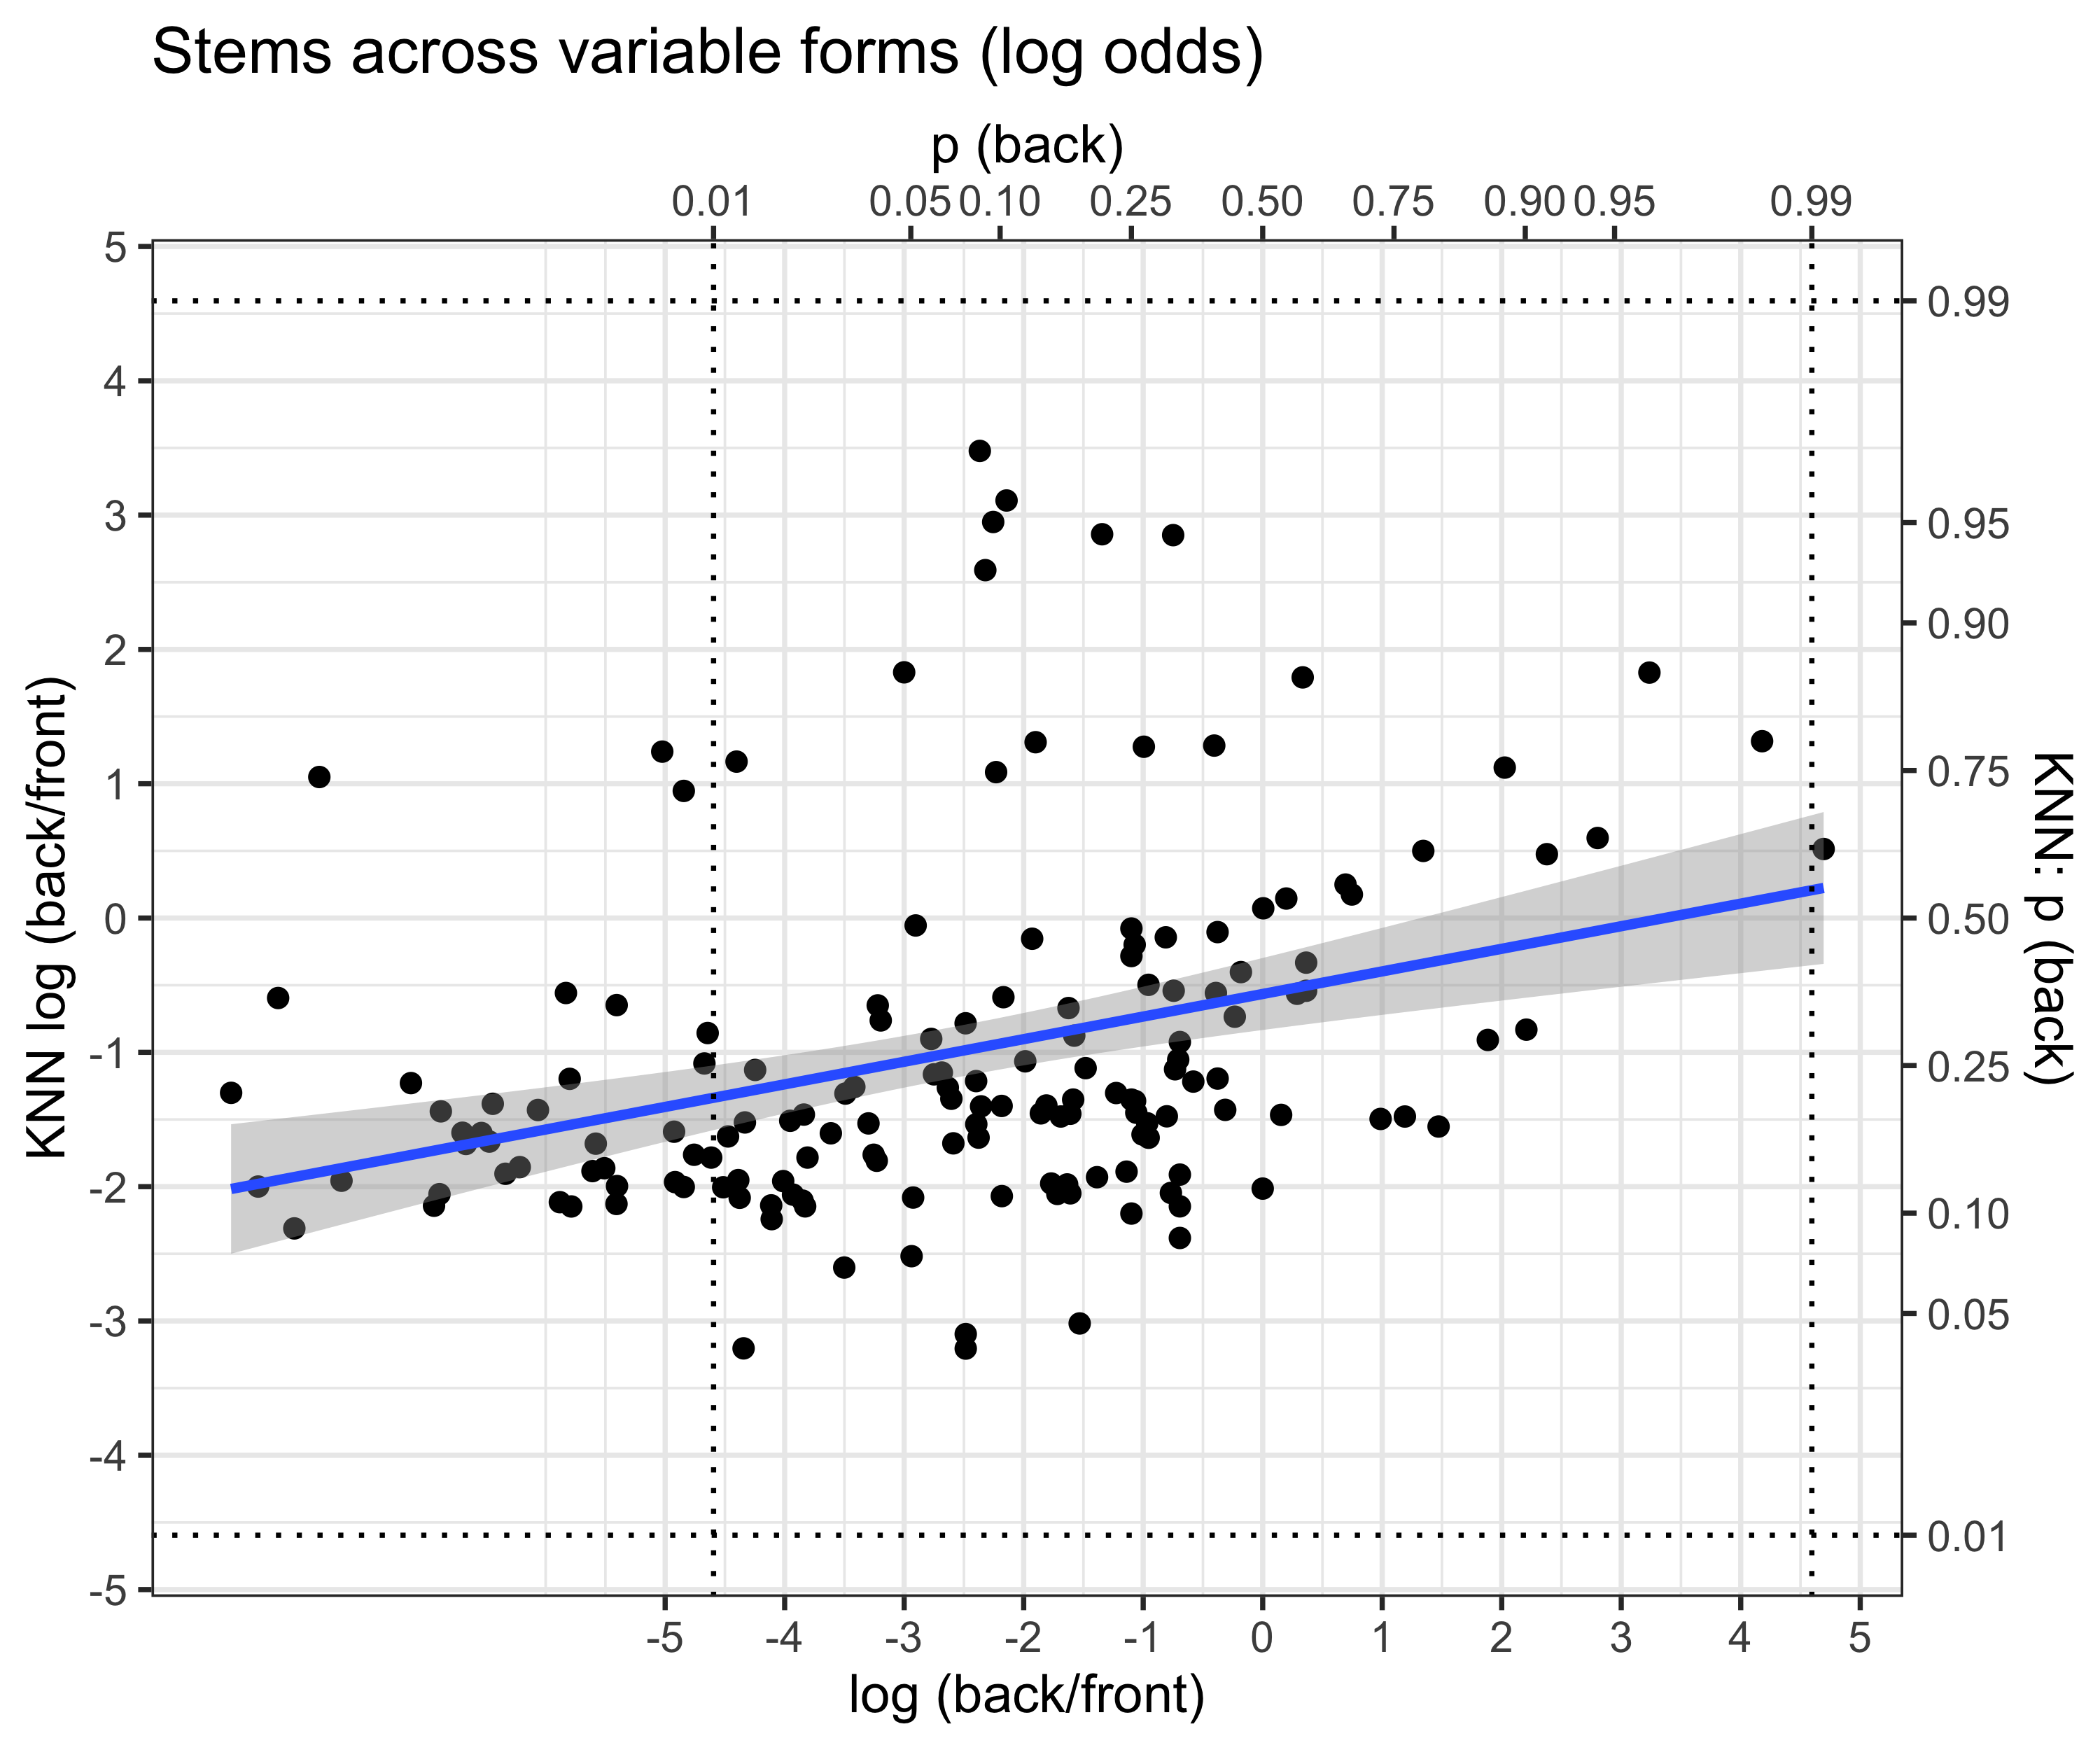 Stems across variable forms (log odds)
p (back)
0.01 0.05 0.10 0.25 0.50 0.75 0.90 0.95 0.99
5
4
3
2
1
0
-1
-2
-3
-4
-5
KNN log (back/front)
0.99
0.95
0.90
0.75
0.50
0.25
0.10
0.05
0.01
KNN: p (back)
-5 -4 -3 -2 -1 0 1 2 3 4 5
log (back/front)